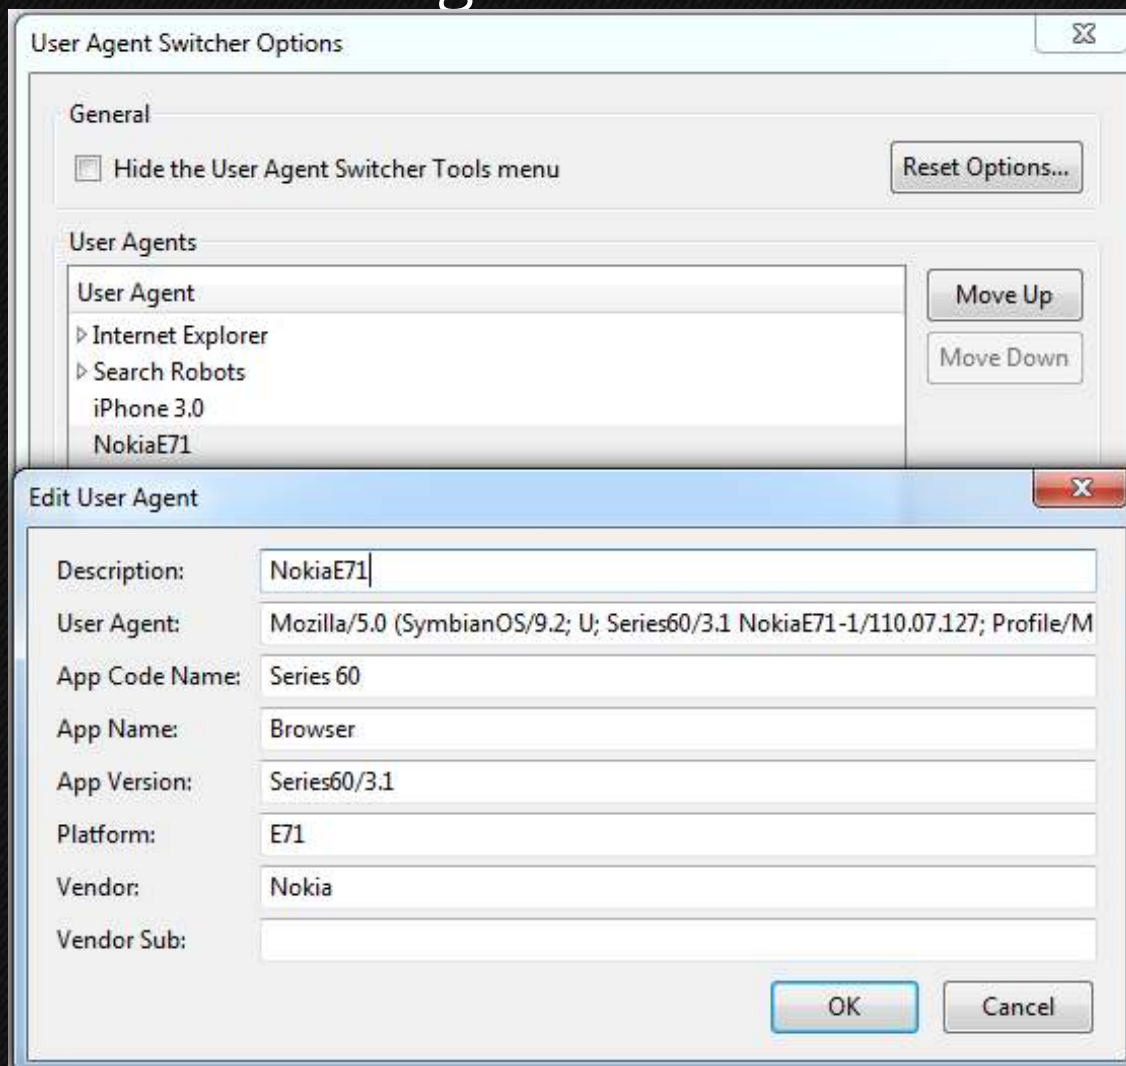 User Agent Switcher Options
General
Hide the User Agent Switcher Tools menu
Reset Options...
User Agents
User Agent
Move Up
Internet Explorer
Move Down
Search Robots
iPhone 3.0
NokiaE71
Edit User Agent
Description: NokiaE71
User Agent: Mozilla/5.0 (SymbianOS/9.2; U; Series60/3.1 NokiaE71-1/110.07.127; Profile/M
App Code Name: Series 60
App Name: Browser
App Version: Series60/3.1
Platform: E71
Vendor: Nokia
Vendor Sub:
OK Cancel